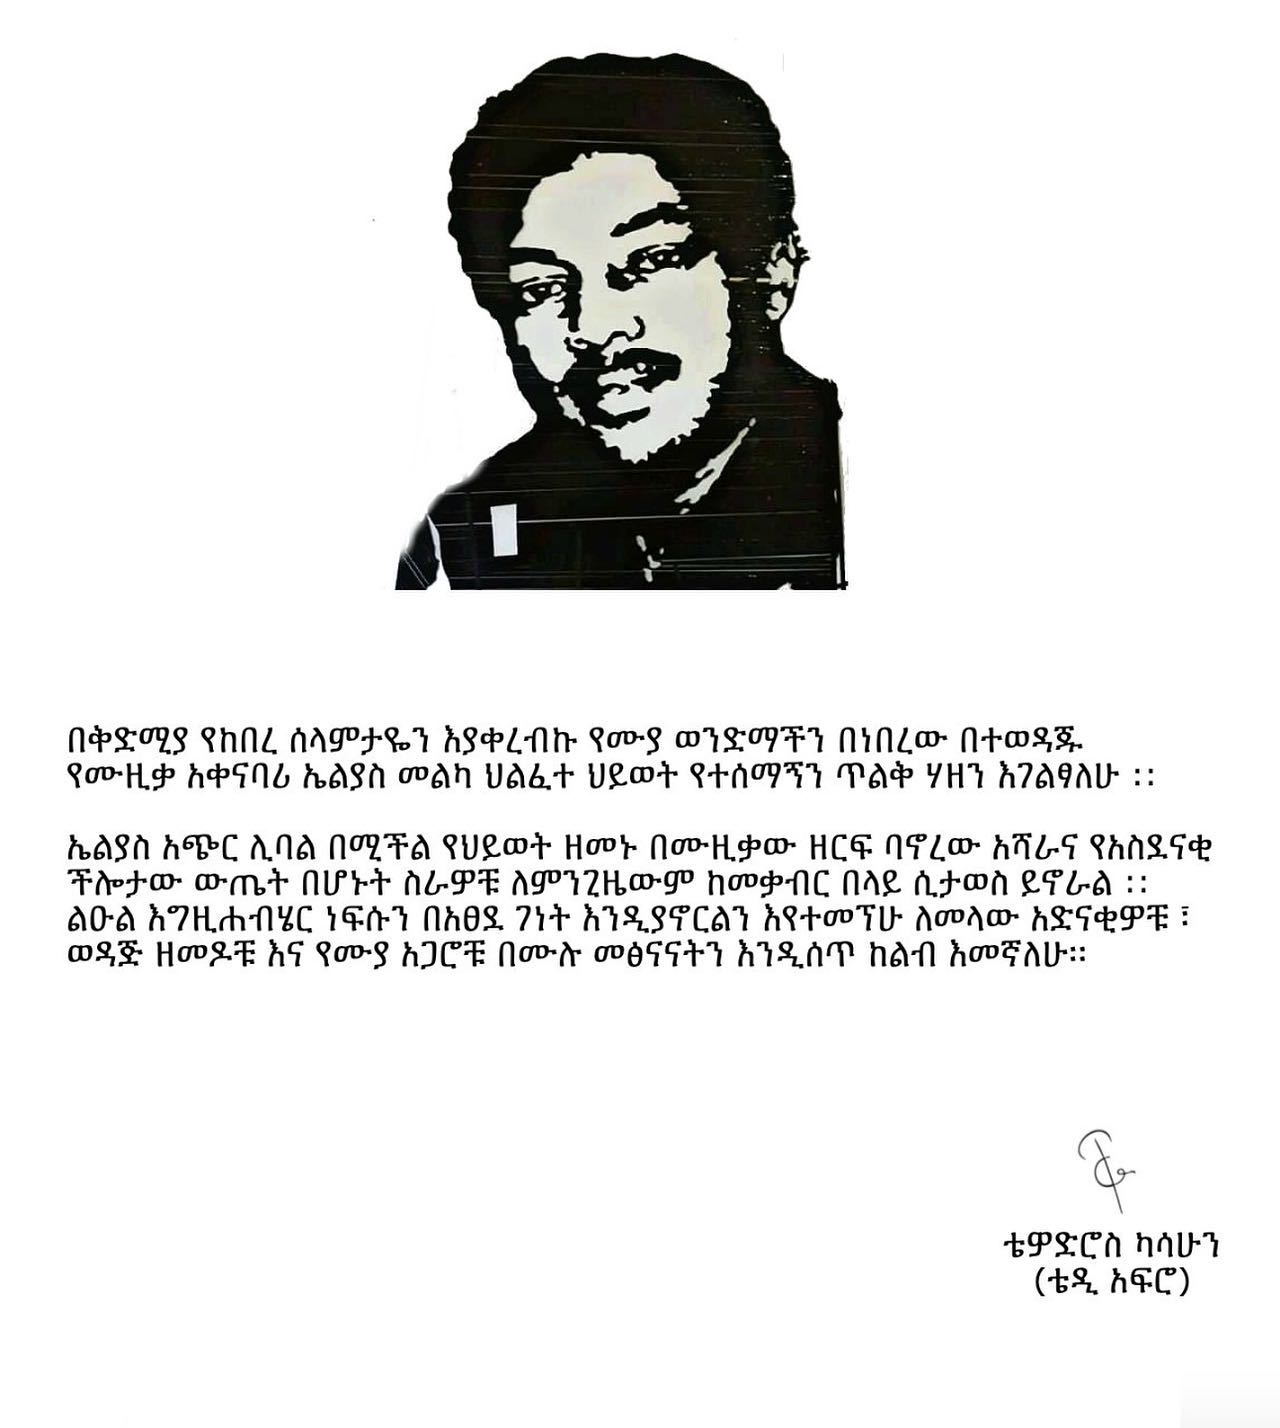 በቅድሚያ የከበረ ሰላምታዬን እያቀረብኩ የሙያ ወንድማችን በነበረው በተወዳጁ
የሙዚቃ አቀናባሪ ኤልያስ መልካ ህልፈተ ህይወት የተሰማኝን ጥልቅ ሃዘን እገልፃለሁ ፡፡
ኤልያስ አጭር ሊባል በሚችል የህይወት ዘመኑ በሙዚቃው ዘርፍ ባኖረው አሻራና የአስደናቂ
ችሎታው ውጤት በሆኑት ስራዎቹ ለምንጊዜውም ከመቃብር በላይ ሲታወስ ይኖራል ፡፡
ልዑል እግዚሐብሄር ነፍሱን በአፀደ ገነት እንዲያኖርልን እየተመኘሁ ለመላው አድናቂዎቹ ፣
ወዳጅ ዘመዶቹ እና የሙያ አጋሮቹ በሙሉ መፅናናትን እንዲሰጥ ከልብ እመኛለሁ።
ቴዎድሮስ ካሳሁን
(ቴዲ አፍሮ)